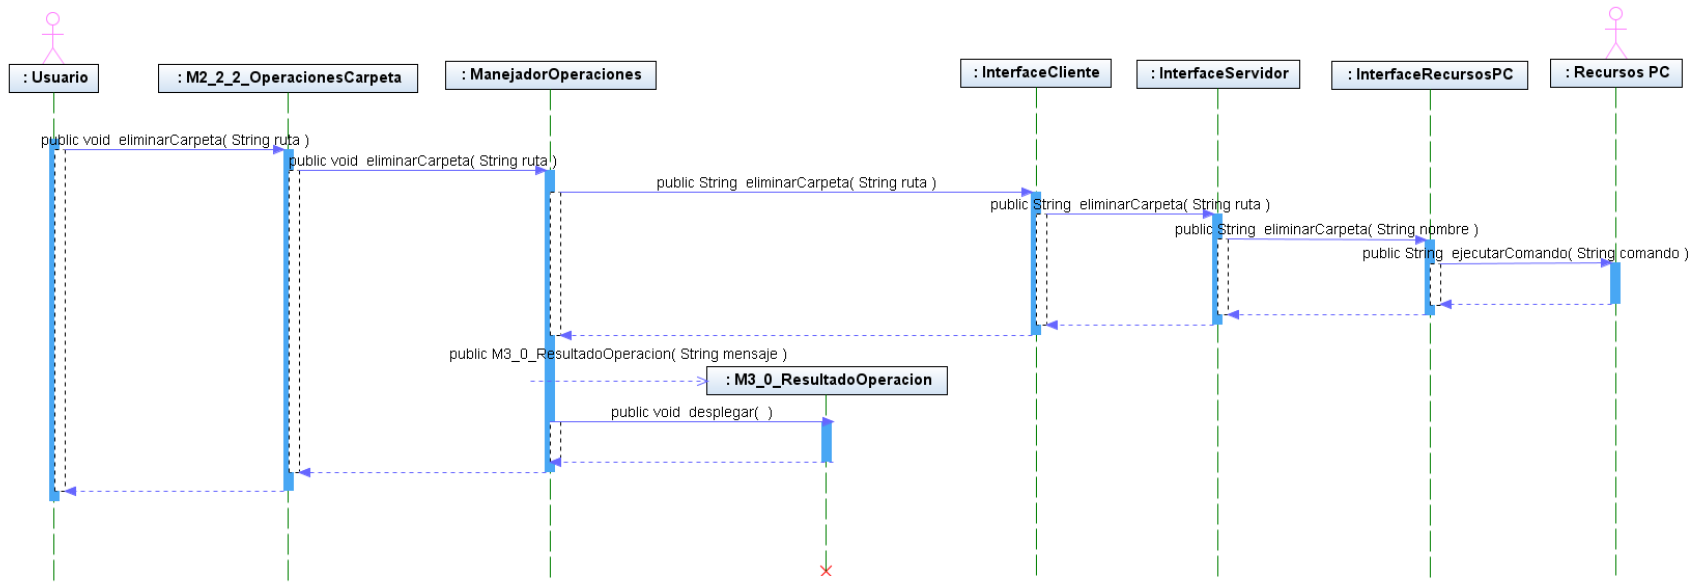 : Usuario
: M2_2_2_OperacionesCarpeta
: ManejadorOperaciones
: InterfaceCliente
: InterfaceServidor
: InterfaceRecursosPC
: Recursos PC
public void eliminarCarpeta( String ruta )
public void eliminarCarpeta( String ruta )
public String eliminarCarpeta( String ruta )
public String eliminarCarpeta( String ruta )
public String eliminarCarpeta( String nombre )
public String ejecutarComando( String comando )
public M3_0_ResultadoOperacion( String mensaje )
: M3_0_ResultadoOperacion
public void desplegar( )